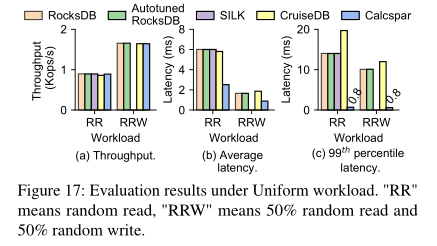 RocksDB
Autotuned
RocksDB
SILK
CruiseDB
Calcspar
Throughput
(Kops/s)
2
1
0
RR RRW
Workload
(a) Throughput.
Latency (ms)
8
6
4
2
0
RR RRW
Workload
(b) Average
latency.
Latency (ms)
20
10
0
0.8
0.8
RR RRW
Workload
(c) 99th percentile
latency.
Figure 17: Evaluation results under Uniform workload. "RR"
means random read, "RRW" means 50% random read and
50% random write.